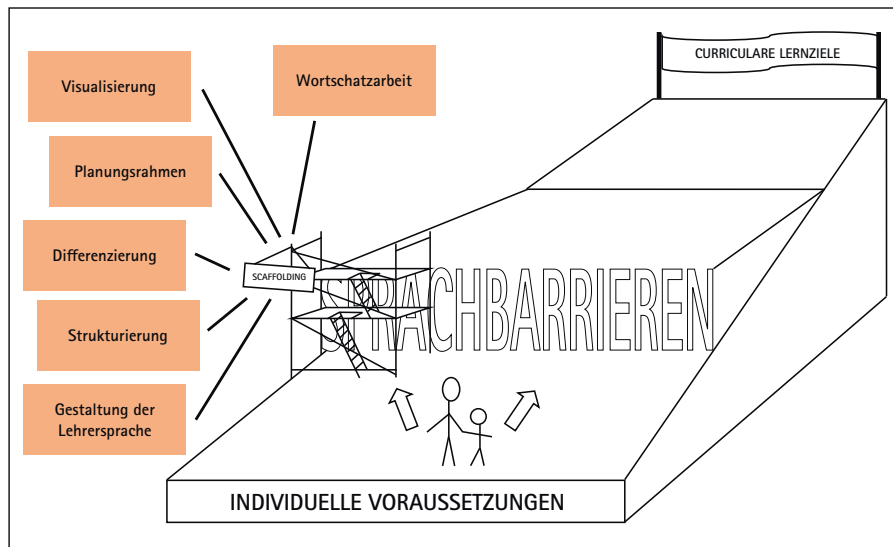 Visualisierung
Wortschatzarbeit
CURRICULARE LERNZIELE
Planungsrahmen
Differenzierung
SCAFFOLDING
SPRACHBARRIEREN
Strukturierung
Gestaltung der
Lehrersprache
INDIVIDUELLE VORAUSSETZUNGEN